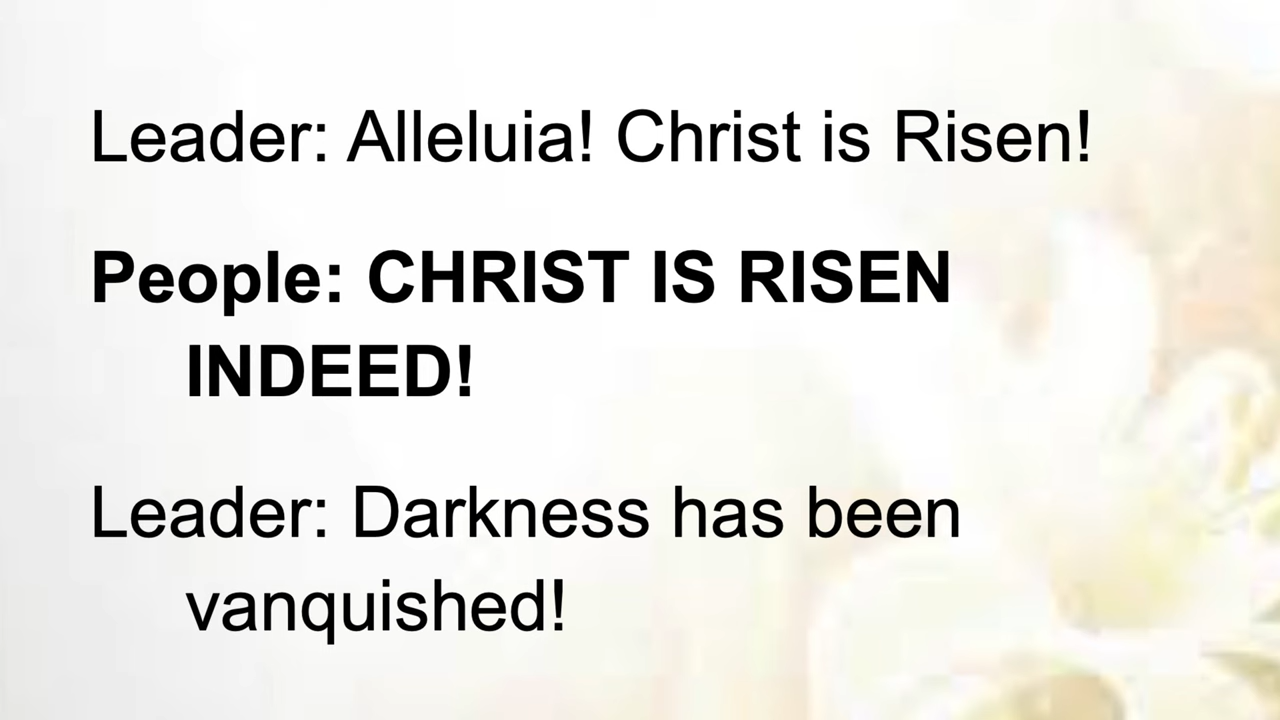 Leader: Alleluia! Christ is Risen!
People: CHRIST IS RISEN
INDEED!
Leader: Darkness has been
vanquished!